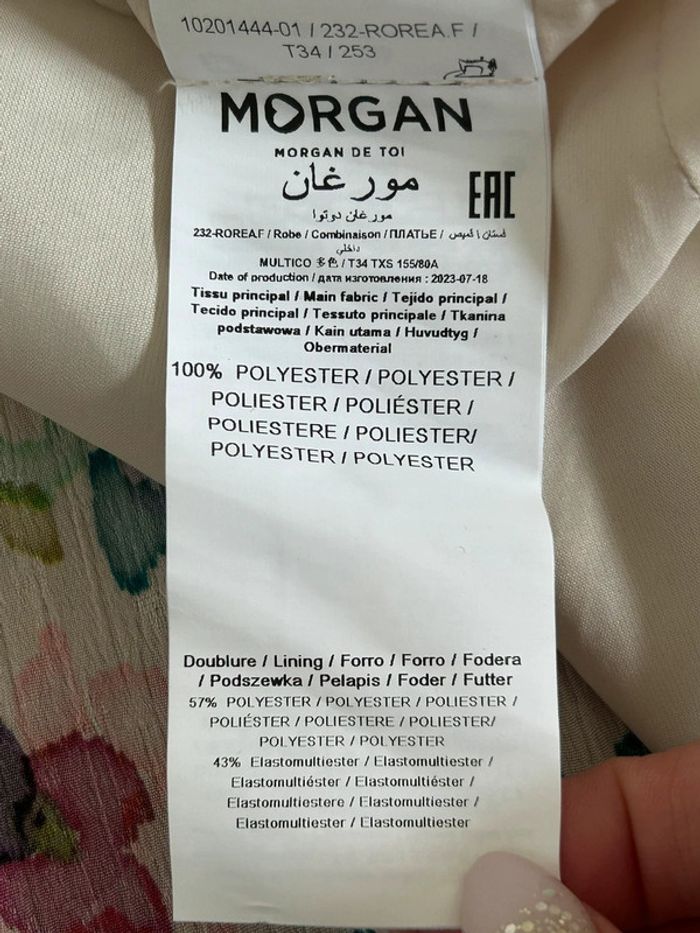 10201444-01 / 232-ROREA.F /
T34 / 253
MORGAN
MORGAN DE TOI
مورغان
EAC
مورغان دوتوا
232-ROREA.F / Robe / Combinaison / ПЛАТЬЕ / فستان | قميص
داخلي
MULTICO 多色 / T34 TXS 155/80A
Date of production / дата изготовления : 2023-07-18
Tissu principal / Main fabric / Tejido principal /
Tecido principal / Tessuto principale / Tkanina
podstawowa / Kain utama / Huvudtyg /
Obermaterial
100% POLYESTER / POLYESTER /
POLIESTER / POLIÉSTER /
POLIESTERE / POLIESTER/
POLYESTER / POLYESTER
Doublure / Lining / Forro / Forro / Fodera
/ Podszewka / Pelapis / Foder / Futter
57% POLYESTER / POLYESTER / POLIESTER /
POLIÉSTER / POLIESTERE / POLIESTER/
POLYESTER / POLYESTER
43% Elastomultiester / Elastomultiester /
Elastomultiéster / Elastomultiéster /
Elastomultiestere / Elastomultiester /
Elastomultiester / Elastomultiester